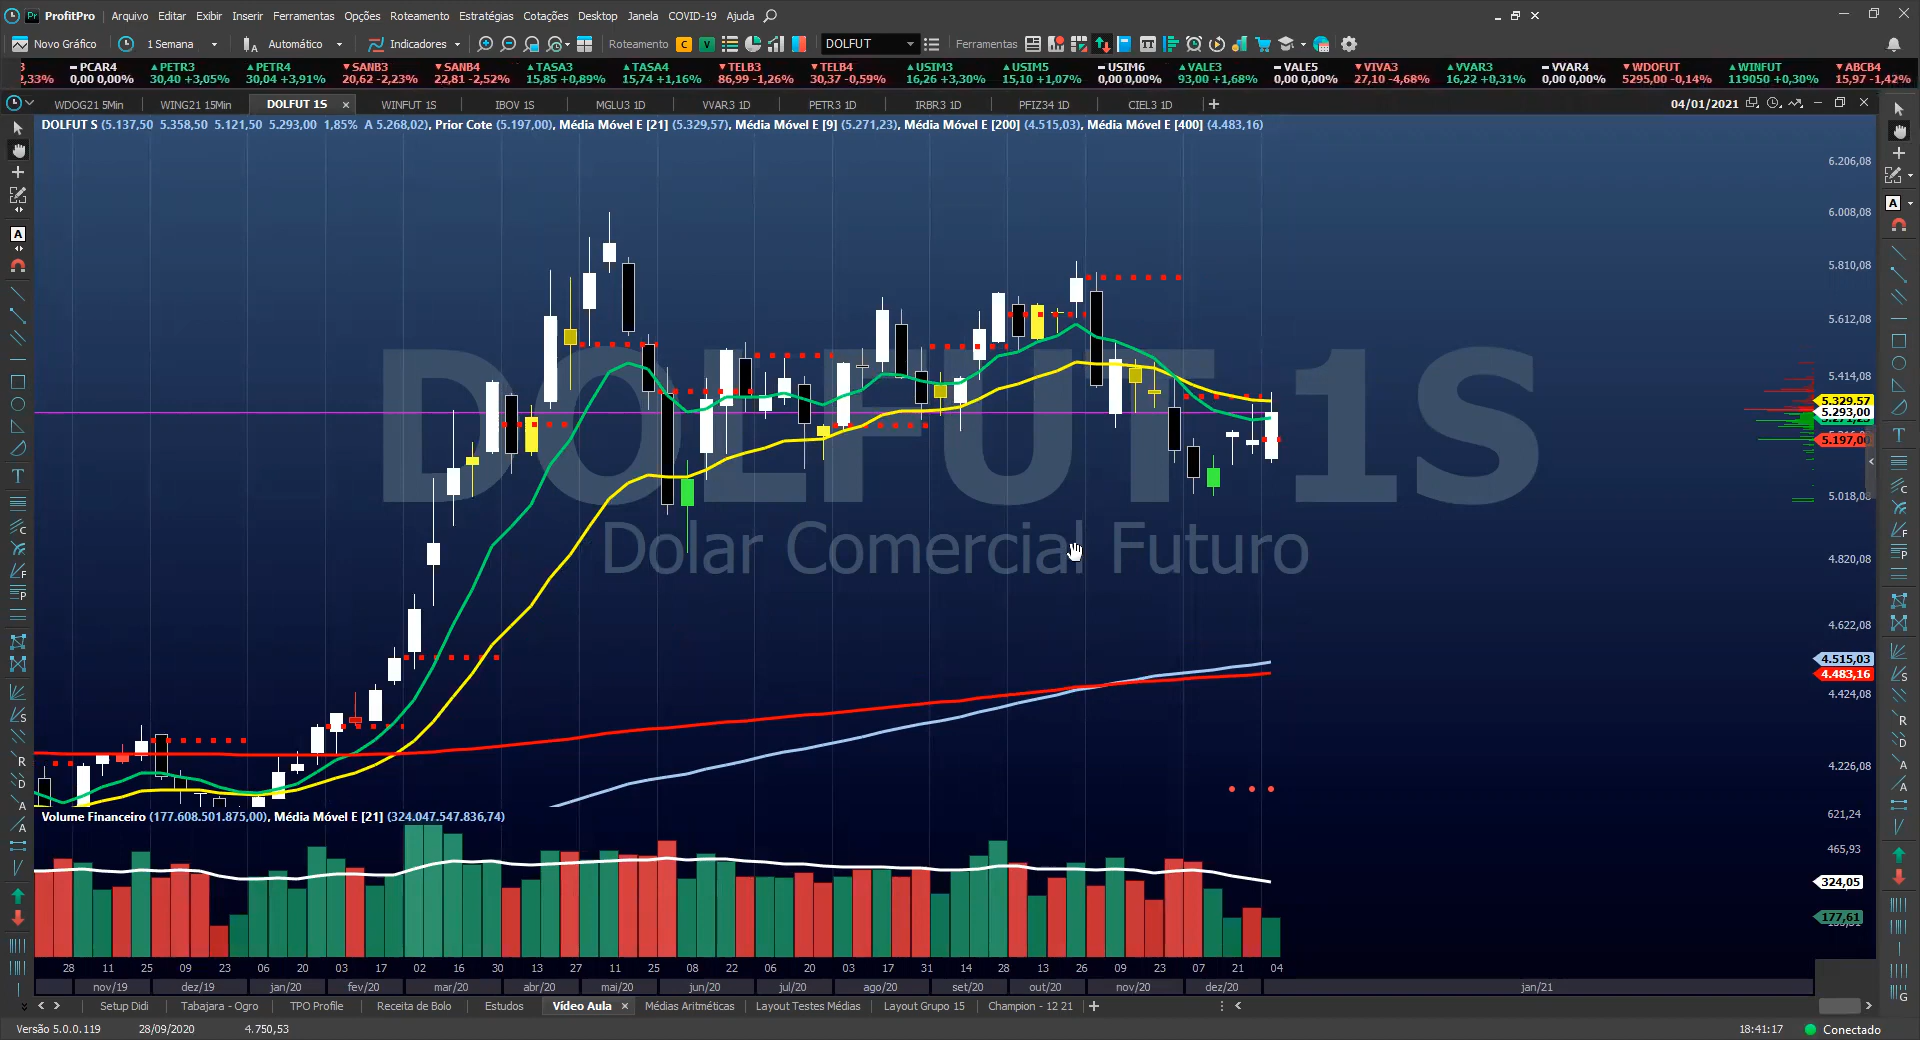 Pr ProfitPro Arquivo Editar Exibir Inserir Ferramentas Opções Roteamento Estratégias Cotações Desktop Janela COVID-19 Ajuda
Novo Gráfico 1 Semana Automático Indicadores Roteamento C V DOLFUT Ferramentas
PCAR4 PETR3 PETR4 SANB3 SANB4 TASA3 TASA4 TELB3 TELB4 USIM3 USIM5 USIM6 VALE3 VALE5 VIVA3 VVAR3 VVAR4 WDOFUT WINFUT ABCB4
2,33% 0,00 0,00% 30,40 +3,05% 30,04 +3,91% 20,62 -2,23% 22,81 -2,52% 15,85 +0,89% 15,74 +1,16% 86,99 -1,26% 30,37 -0,59% 16,26 +3,30% 15,10 +1,07% 0,00 0,00% 93,00 +1,68% 0,00 0,00% 27,10 -4,68% 16,22 +0,31% 0,00 0,00% 5295,00 -0,14% 119050 +0,30% 15,97 -1,42%
WDOG21 5Min WING21 15Min DOLFUT 1S WINFUT 1S IBOV 1S MGLU3 1D VVAR3 1D PETR3 1D IRBR3 1D PFIZ34 1D CIEL3 1D 04/01/2021
DOLFUT S (5.137,50 5.358,50 5.121,50 5.293,00 1,85% A 5.268,02), Prior Cote (5.197,00), Média Móvel E [21] (5.329,57), Média Móvel E [9] (5.271,23), Média Móvel E [200] (4.515,03), Média Móvel E [400] (4.483,16)
6.206,08
6.008,08
5.810,08
5.612,08
5.414,08
5.329,57
5.293,00
5.197,00
5.018,08
4.820,08
4.622,08
4.515,03
4.483,16
4.424,08
4.226,08
DOLFUT 1S
Dolar Comercial Futuro
Volume Financeiro (177.608.501.875,00), Média Móvel E [21] (324.047.547.836,74)
621,24
465,93
324,05
177,61
28 11 25 09 23 06 20 03 17 02 16 30 13 27 11 25 08 22 06 20 03 17 31 14 28 13 26 09 23 07 21 04
nov/19 dez/19 jan/20 fev/20 mar/20 abr/20 mai/20 jun/20 jul/20 ago/20 set/20 out/20 nov/20 dez/20 jan/21
Setup Didi Tabajara - Ogro TPO Profile Receita de Bolo Estudos Vídeo Aula Médias Aritméticas Layout Testes Médias Layout Grupo 15 Champion - 12 21
Versão 5.0.0.119 28/09/2020 4.750,53 18:41:17 Conectado